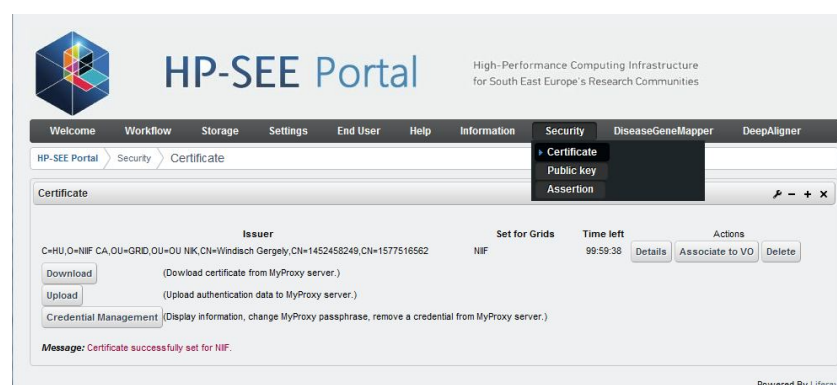 HP-SEE Portal
High-Performance Computing Infrastructure
for South East Europe's Research Communities
Welcome Workflow Storage Settings End User Help Information Security DiseaseGeneMapper DeepAligner
HP-SEE Portal Security Certificate
Certificate
Public key
Assertion
Certificate
Issuer Set for Grids Time left Actions
C=HU,O=NIIF CA,OU=GRID,OU=OU NIK,CN=Windisch Gergely,CN=1452458249,CN=1577516562 NIIF 99:59:38 Details Associate to VO Delete
Download (Dowload certificate from MyProxy server.)
Upload (Upload authentication data to MyProxy server.)
Credential Management (Display information, change MyProxy passphrase, remove a credential from MyProxy server.)
Message: Certificate successfully set for NIIF.
Powered By Liferay